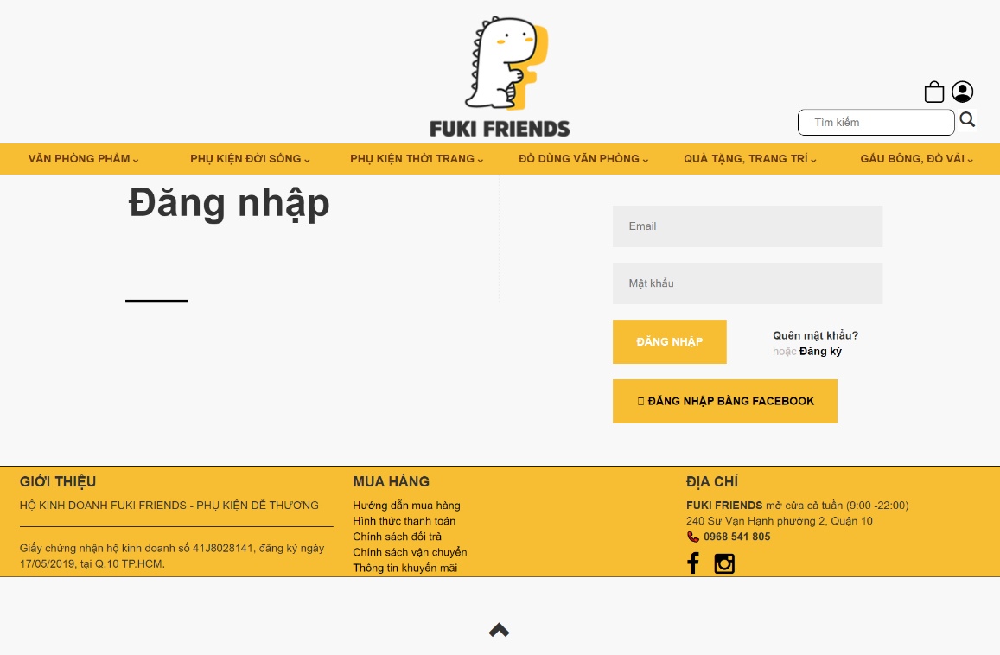 FUKI FRIENDS
Tìm kiếm
VĂN PHÒNG PHẨM
PHỤ KIỆN ĐỜI SỐNG
PHỤ KIỆN THỜI TRANG
ĐỒ DÙNG VĂN PHÒNG
QUÀ TẶNG, TRANG TRÍ
GẤU BÔNG, ĐỒ VẢI
Đăng nhập
Email
Mật khẩu
ĐĂNG NHẬP
Quên mật khẩu?
hoặc Đăng ký
ĐĂNG NHẬP BẰNG FACEBOOK
GIỚI THIỆU
HỘ KINH DOANH FUKI FRIENDS - PHỤ KIỆN DỄ THƯƠNG
Giấy chứng nhận hộ kinh doanh số 41J8028141, đăng ký ngày
17/05/2019, tại Q.10 TP.HCM.
MUA HÀNG
Hướng dẫn mua hàng
Hình thức thanh toán
Chính sách đổi trả
Chính sách vận chuyển
Thông tin khuyến mãi
ĐỊA CHỈ
FUKI FRIENDS mở cửa cả tuần (9:00 -22:00)
240 Sư Vạn Hạnh phường 2, Quận 10
0968 541 805